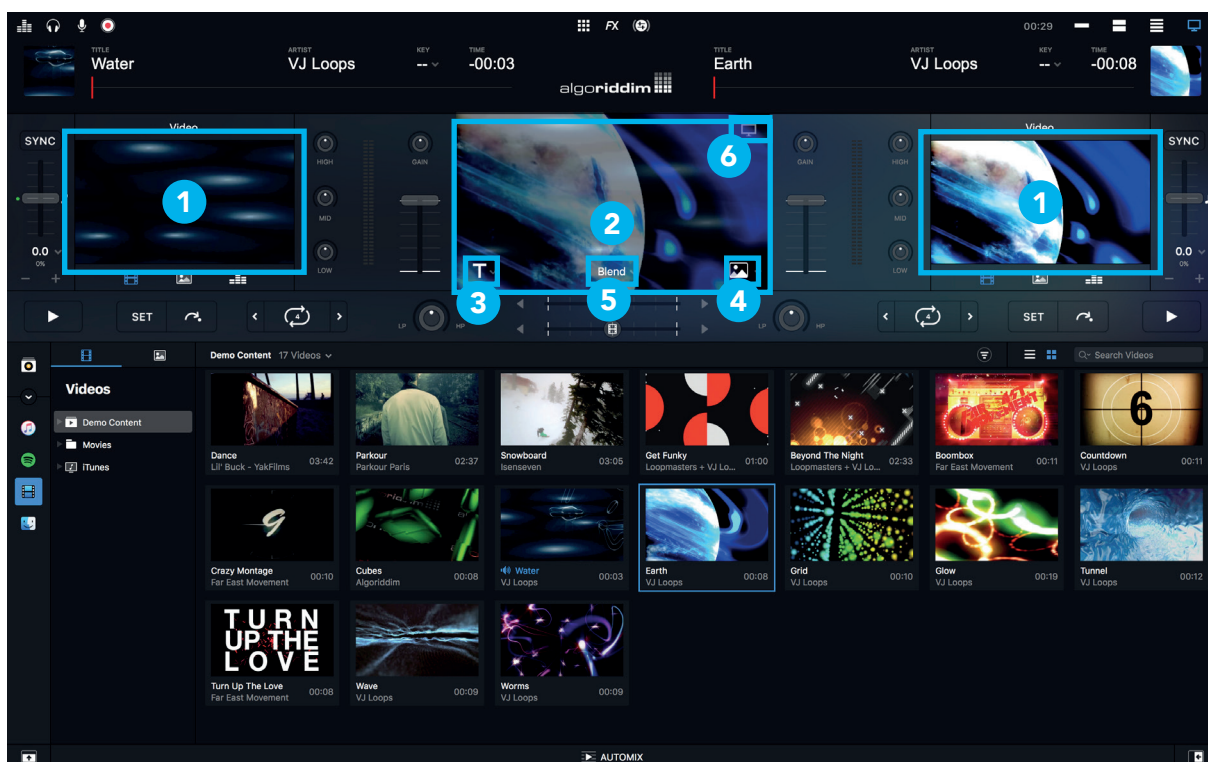 FX
00:29
TITLE ARTIST KEY TIME
Water VJ Loops -- -00:03
TITLE ARTIST KEY TIME
Earth VJ Loops -- -00:08
algoriddim
Video
Video
SYNC
HIGH
GAIN
6
GAIN
HIGH
SYNC
1
2
1
MID
MID
0.0
0%
LOW
T
Blend
LOW
0.0
0%
3
5
4
SET
4
LP
HP
LP
HP
4
SET
Demo Content 17 Videos
Search Videos
Videos
Demo Content
Movies
iTunes
6
Dance
Lil' Buck - YakFilms 03:42
Parkour
Parkour Paris 02:37
Snowboard
Isenseven 03:05
Get Funky
Loopmasters + VJ Lo... 01:00
Beyond The Night
Loopmasters + VJ Lo... 02:33
Boombox
Far East Movement 00:11
Countdown
VJ Loops 00:11
Crazy Montage
Far East Movement 00:10
Cubes
Algoriddim 00:08
Water
VJ Loops 00:03
Earth
VJ Loops 00:08
Grid
VJ Loops 00:10
Glow
VJ Loops 00:19
Tunnel
VJ Loops 00:12
TURN
UP THE
LOVE
Turn Up The Love
Far East Movement 00:08
Wave
VJ Loops 00:09
Worms
VJ Loops 00:09
AUTOMIX